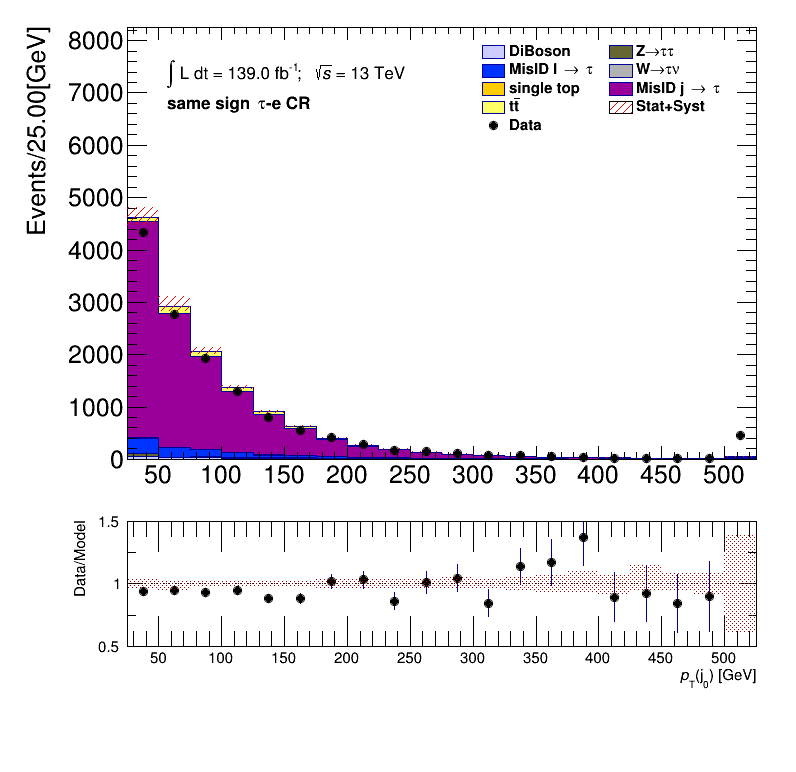 Events/25.00[GeV]
8000
7000
6000
5000
4000
3000
2000
1000
0
∫ L dt = 139.0 fb⁻¹; √s = 13 TeV
same sign τ-e CR
DiBoson
MisID l → τ
single top
tt̄
Data
Z→ττ
W→τν
MisID j → τ
Stat+Syst
50 100 150 200 250 300 350 400 450 500
Data/Model
1.5
1
0.5
50 100 150 200 250 300 350 400 450 500
p_T(j_0) [GeV]